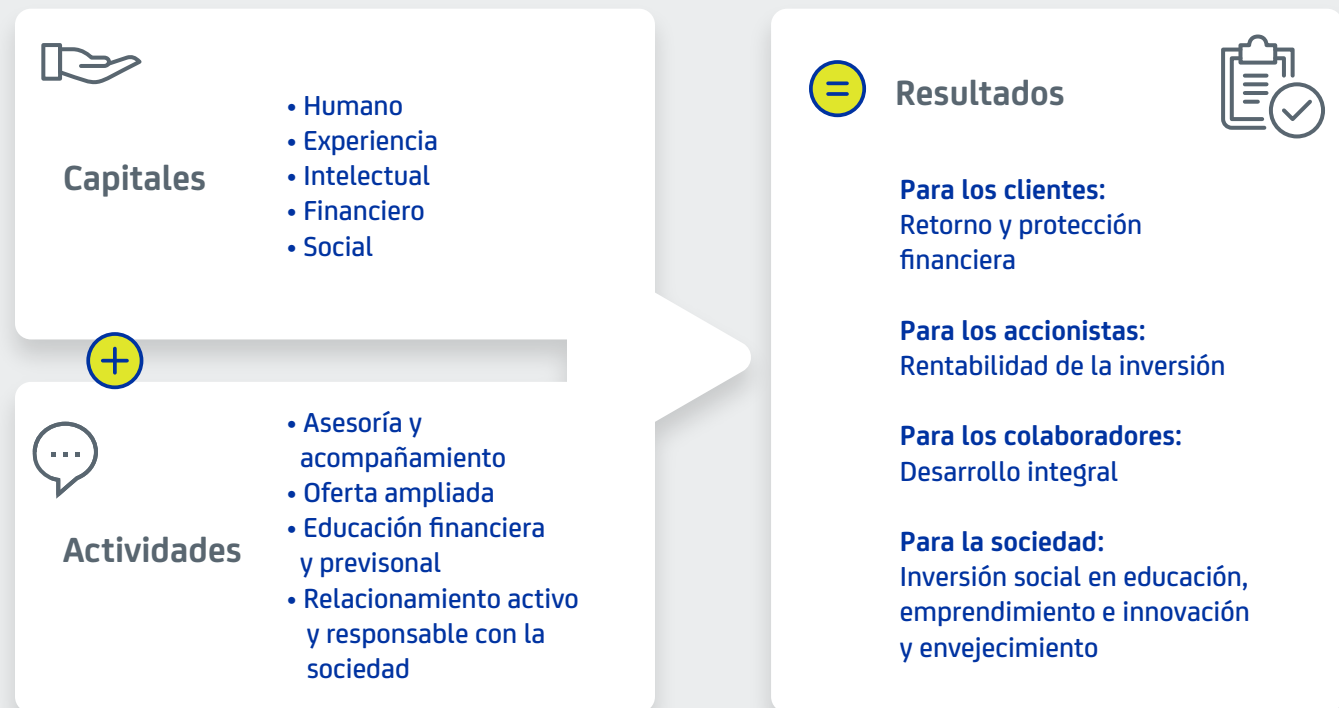 Capitales
• Humano
• Experiencia
• Intelectual
• Financiero
• Social
+
Actividades
• Asesoría y
acompañamiento
• Oferta ampliada
• Educación financiera
y previsonal
• Relacionamiento activo
y responsable con la
sociedad
= Resultados
Para los clientes:
Retorno y protección
financiera
Para los accionistas:
Rentabilidad de la inversión
Para los colaboradores:
Desarrollo integral
Para la sociedad:
Inversión social en educación,
emprendimiento e innovación
y envejecimiento